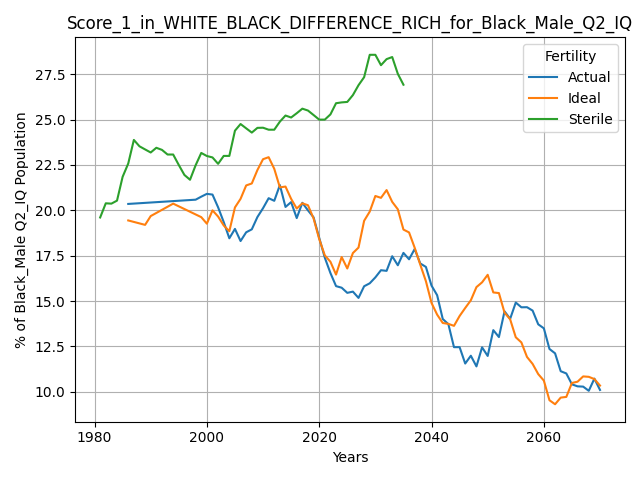 Score_1_in_WHITE_BLACK_DIFFERENCE_RICH_for_Black_Male_Q2_IQ
Fertility
Actual
Ideal
Sterile
% of Black_Male Q2_IQ Population
27.5
25.0
22.5
20.0
17.5
15.0
12.5
10.0
1980
2000
2020
2040
2060
Years